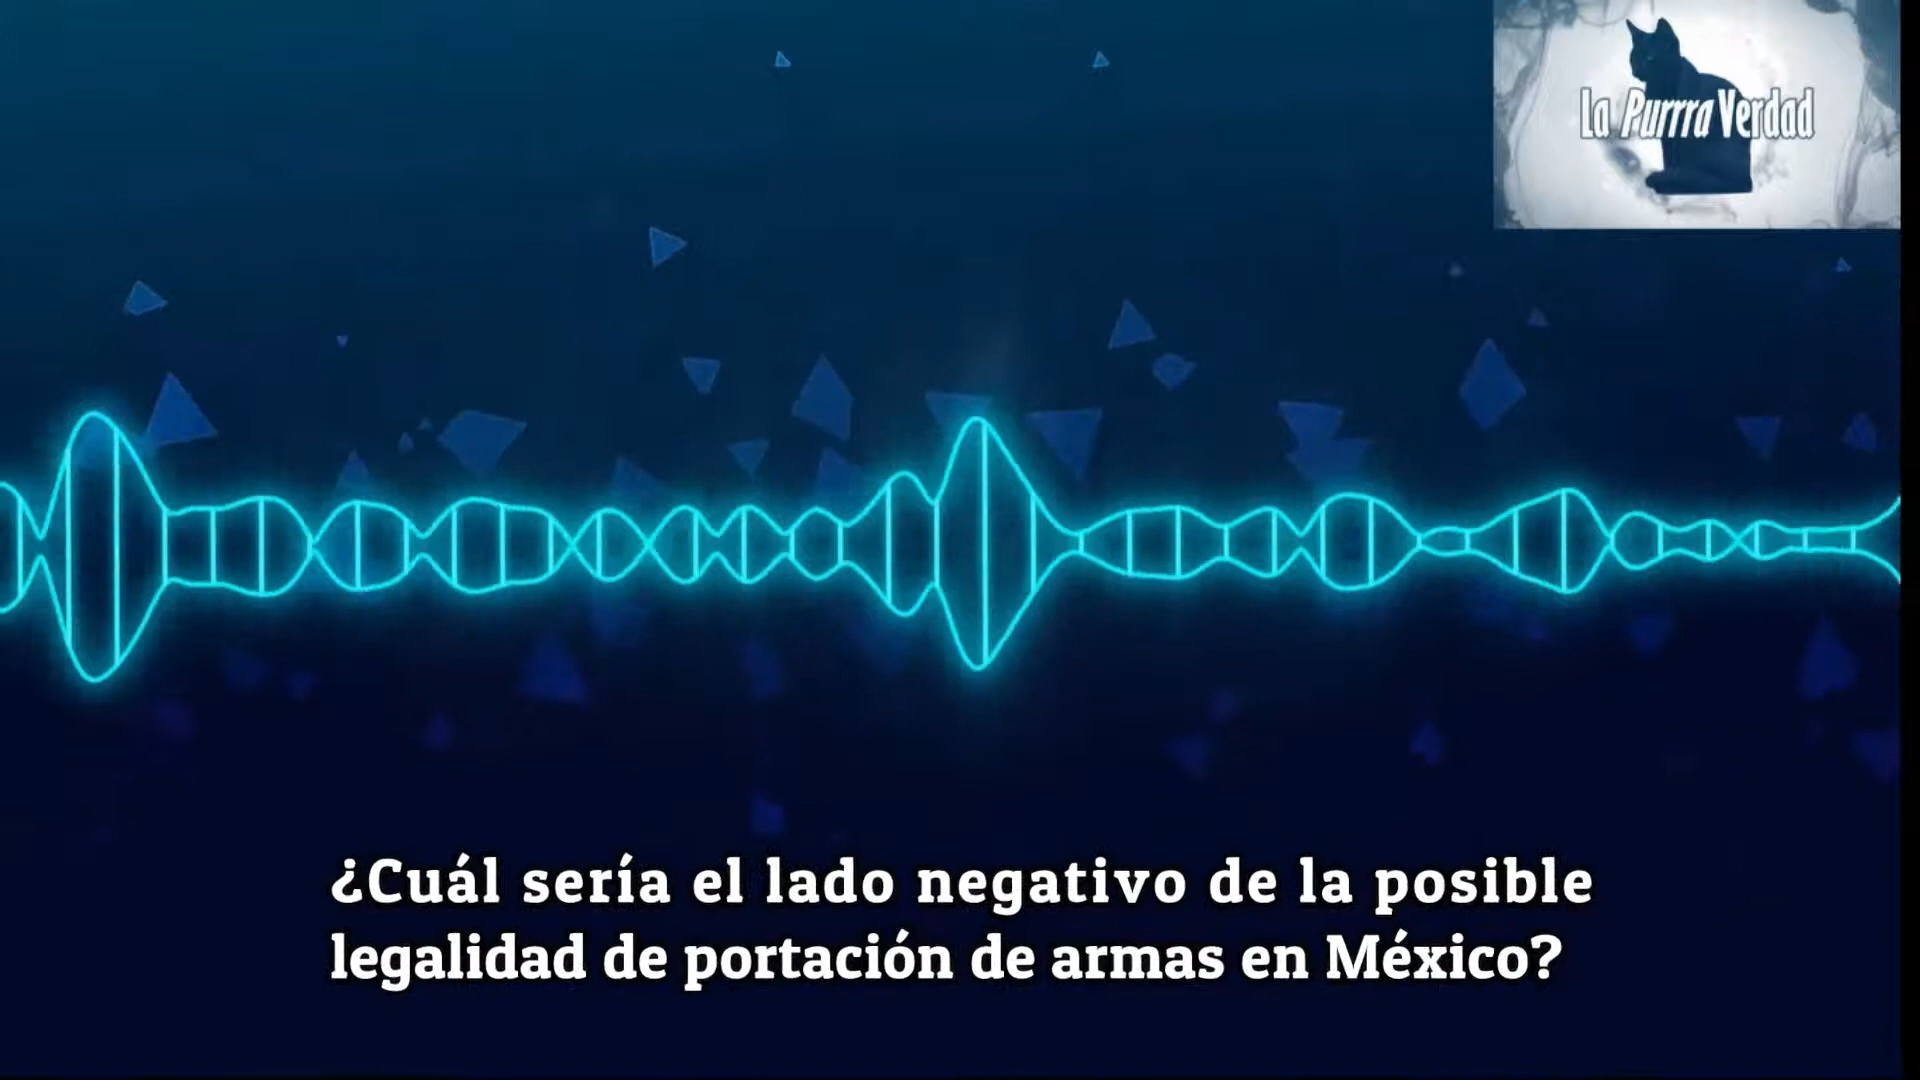 La Purrra Verdad
¿Cuál sería el lado negativo de la posible
legalidad de portación de armas en México?